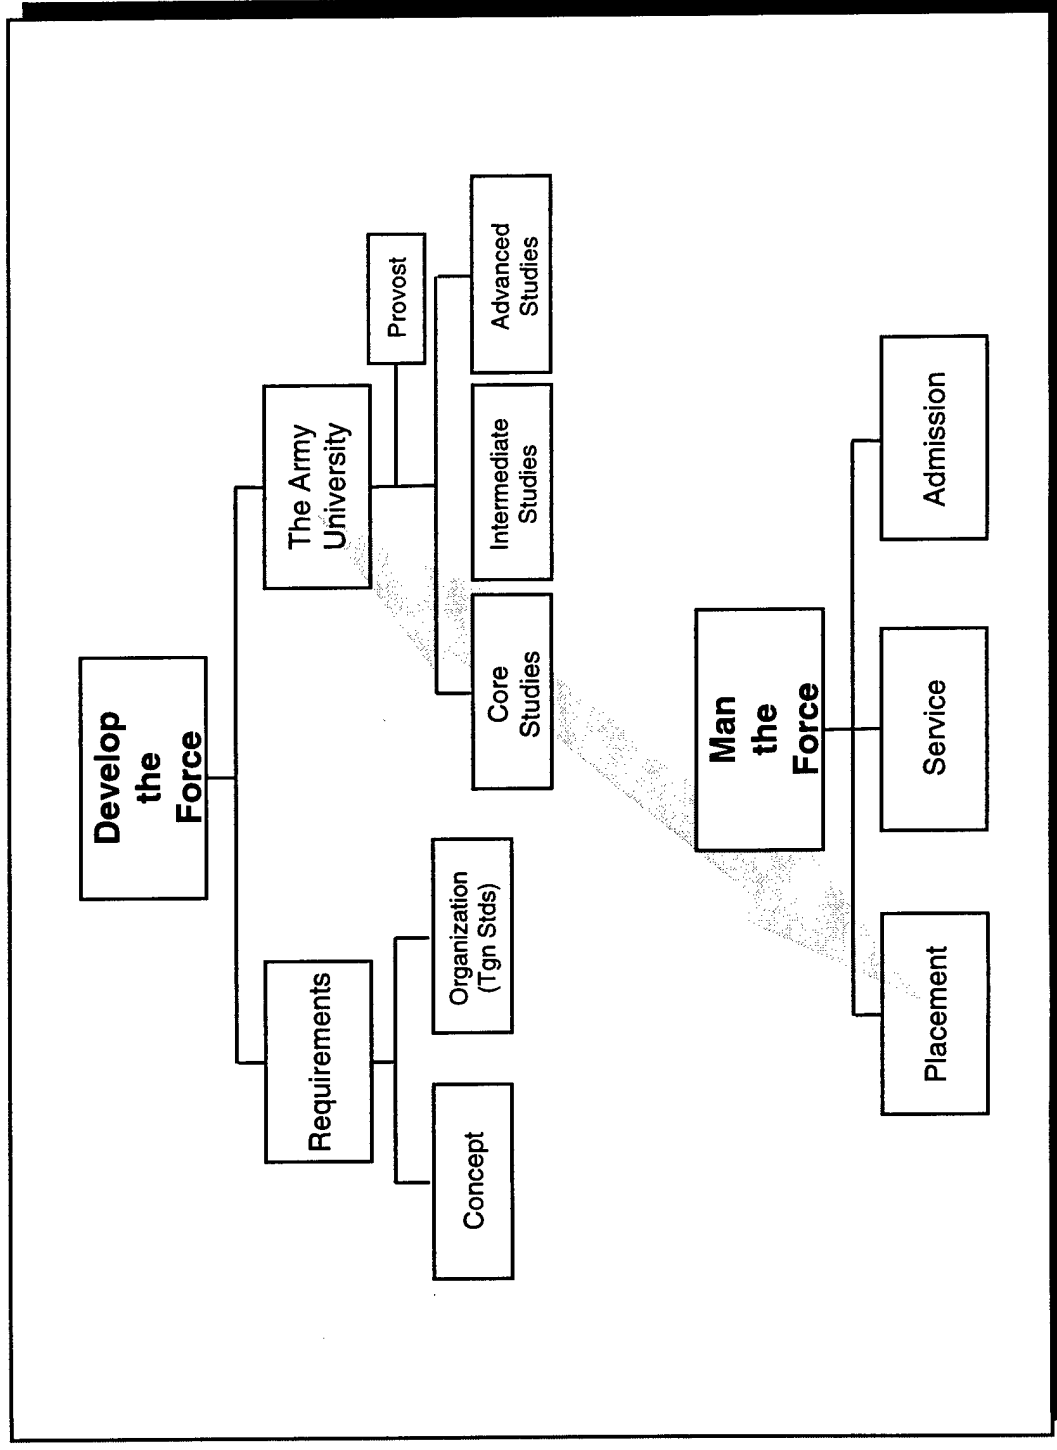 Develop
the
Force
Requirements
The Army
University
Provost
Concept
Organization
(Tgn Stds)
Core
Studies
Intermediate
Studies
Advanced
Studies
Man
the
Force
Placement
Service
Admission